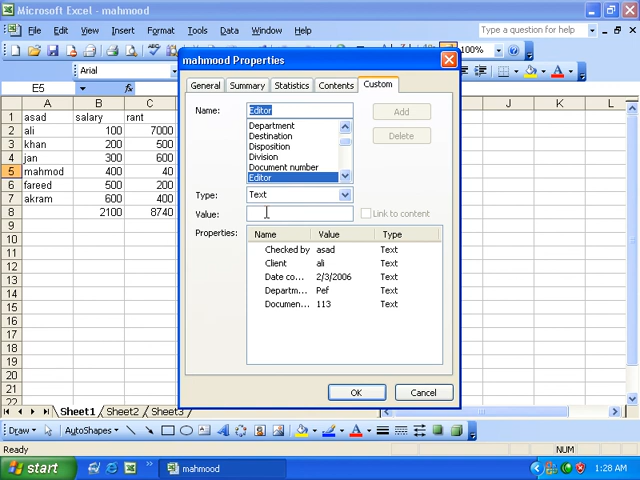 Microsoft Excel - mahmood
File Edit View Insert Format Tools Data Window Help
Type a question for help
100%
Arial
E5
fx
A B C J K L
1 asad salary rant
2 ali 100 7000
3 khan 200 500
4 jan 300 600
5 mahmod 400 40
6 fareed 500 200
7 akram 600 400
8 2100 8740
9
10
11
12
13
14
15
16
17
18
19
20
21
22
mahmood Properties
General Summary Statistics Contents Custom
Name: Editor Add
Department
Destination
Disposition
Division
Document number
Editor
Delete
Type: Text
Value: Link to content
Properties: Name Value Type
Checked by asad Text
Client ali Text
Date co... 2/3/2006 Text
Departm... Pef Text
Documen... 113 Text
OK Cancel
Sheet1 Sheet2 Sheet3
Draw AutoShapes
Ready NUM
start mahmood 1:28 AM